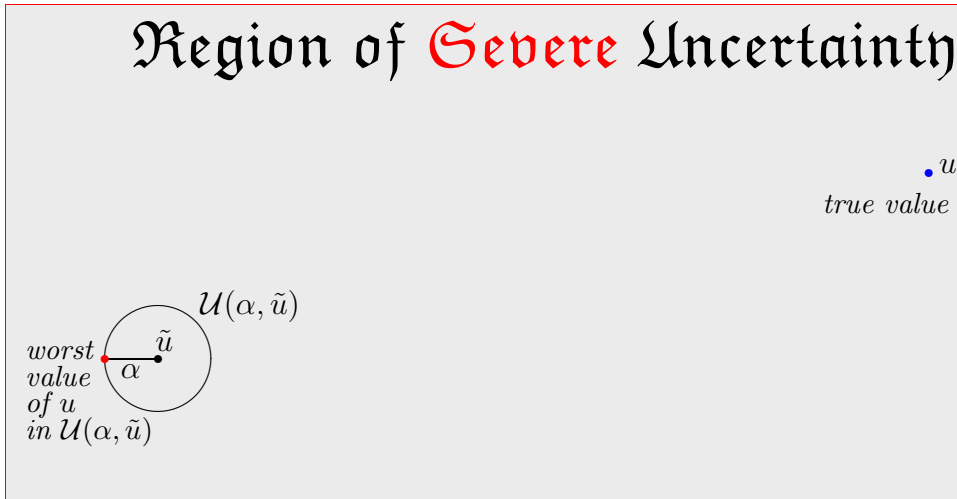 Region of Severe Uncertainty
u
true value
𝒰(α, ũ)
ũ
α
worst
value
of u
in 𝒰(α, ũ)